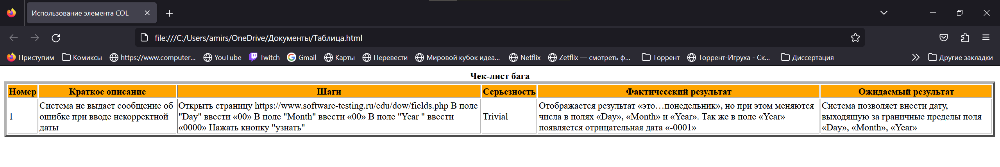 Использование элемента COL
file:///C:/Users/amirs/OneDrive/Документы/Таблица.html
Приступим Комиксы https://www.computer... YouTube Twitch Gmail Карты Перевести Мировой кубок идеа... Netflix Zetflix — смотреть ф... Торрент Торрент-Игруха - Ск... Диссертация Другие закладки
Чек-лист бага
Номер Краткое описание Шаги Серьезность Фактичесекий результат Ожидаемый результат
1
Система не выдает сообщение об
ошибке при вводе некорректной
даты
Открыть страницу https://www.software-testing.ru/edu/dow/fields.php В поле
"Day" ввести «00» В поле "Month" ввести «00» В поле "Year " ввести
«0000» Нажать кнопку "узнать"
Trivial
Отображается результат «это…понедельник», но при этом меняются
числа в полях «Day», «Month» и «Year». Так же в поле «Year»
появляется отрицательная дата «-0001»
Система позволяет внести дату,
выходящую за граничные пределы поля
«Day», «Month», «Year»